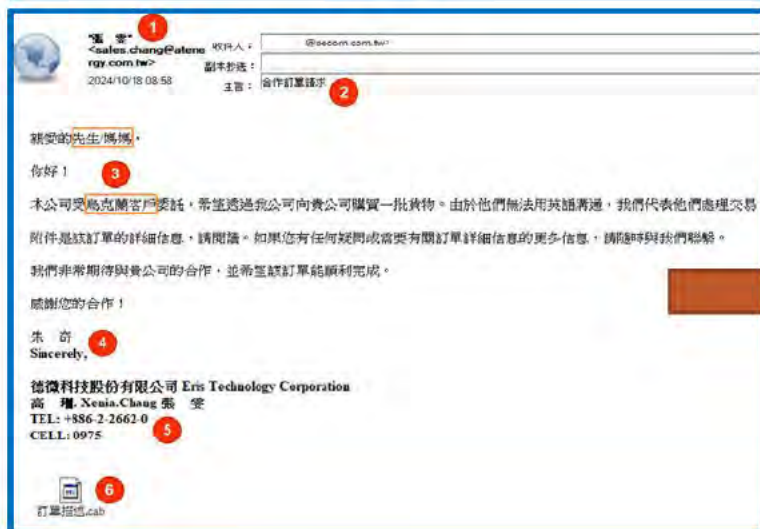 "張 雯" 1
<sales.chang@atene
rgy.com.tw>
2024/10/18 08:58
收件人: @secom.com.tw>
副本抄送:
主旨: 合作訂單請求 2
親愛的先生/媽媽,
你好! 3
本公司受烏克蘭客戶委託,希望透過我公司向貴公司購買一批貨物。由於他們無法用英語溝通,我們代表他們處理交易
附件是該訂單的詳細信息,請閱讀。如果您有任何疑問或需要有關訂單詳細信息的更多信息,請隨時與我們聯繫。
我們非常期待與貴公司的合作,並希望該訂單能順利完成。
感謝您的合作!
朱 奇 4
Sincerely,
德微科技股份有限公司 Eris Technology Corporation
高 , Xenia.Chang 張 雯
TEL: +886-2-2662-0
CELL: 0975 5
6
訂單描述.cab